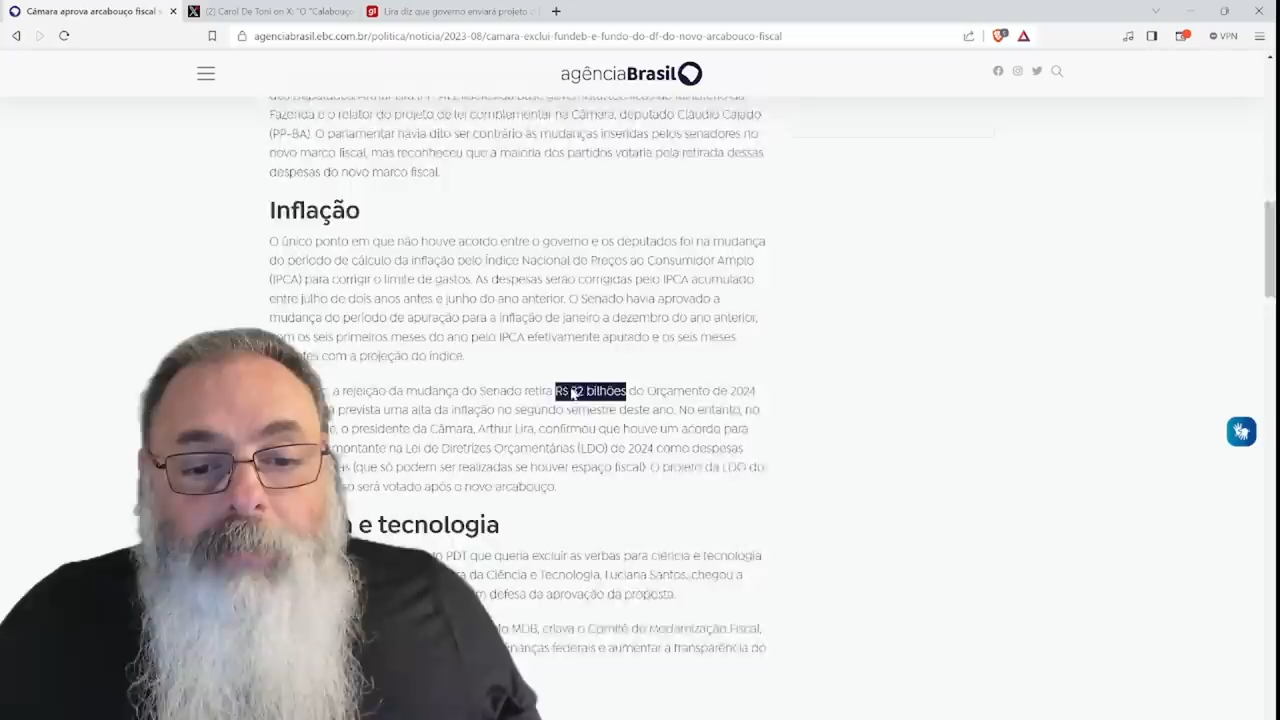 Câmara aprova arcabouço fiscal s
(2) Carol De Toni on X: "O "Calabouço
g1 Lira diz que governo enviará projeto
agenciabrasil.ebc.com.br/politica/noticia/2023-08/camara-exclui-fundeb-e-fundo-do-df-do-novo-arcabouco-fiscal
VPN
agênciaBrasil
Fazenda e o relator do projeto de lei complementar na Câmara, deputado Cláudio Cajado
(PP-BA). O parlamentar havia dito ser contrário às mudanças inseridas pelos senadores no
novo marco fiscal, mas reconheceu que a maioria dos partidos votaria pela retirada dessas
despesas do novo marco fiscal.
Inflação
O único ponto em que não houve acordo entre o governo e os deputados foi na mudança
do período de cálculo da inflação pelo Índice Nacional de Preços ao Consumidor Amplo
(IPCA) para corrigir o limite de gastos. As despesas serão corrigidas pelo IPCA acumulado
entre julho de dois anos antes e junho do ano anterior. O Senado havia aprovado a
mudança do período de apuração para a inflação de janeiro a dezembro do ano anterior,
com os seis primeiros meses do ano pelo IPCA efetivamente apurado e os seis meses
com a projeção do índice.
a rejeição da mudança do Senado retira R$ 32 bilhões do Orçamento de 2024
prevista uma alta da inflação no segundo semestre deste ano. No entanto, no
o presidente da Câmara, Arthur Lira, confirmou que houve um acordo para
montante na Lei de Diretrizes Orçamentárias (LDO) de 2024 como despesas
(que só podem ser realizadas se houver espaço fiscal). O projeto da LDO do
só será votado após o novo arcabouço.
e tecnologia
PDT que queria excluir as verbas para ciência e tecnologia
da Ciência e Tecnologia, Luciana Santos, chegou a
defesa da aprovação da proposta.
MDB, criava o Comitê de Modernização Fiscal,
finanças federais e aumentar a transparência do